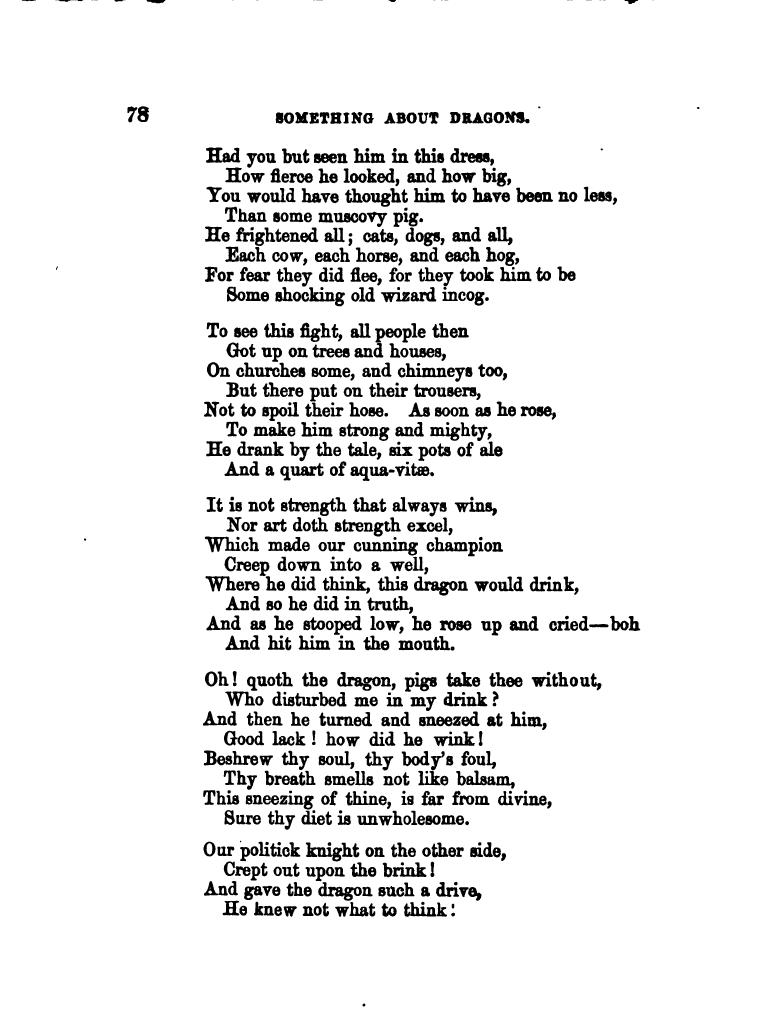 78 SOMETHING ABOUT DRAGONS.
Had you but seen him in this dress,
How fierce he looked, and how big,
You would have thought him to have been no less,
Than some muscovy pig.
He frightened all; cats, dogs, and all,
Each cow, each horse, and each hog,
For fear they did flee, for they took him to be
Some shocking old wizard incog.
To see this fight, all people then
Got up on trees and houses,
On churches some, and chimneys too,
But there put on their trousers,
Not to spoil their hose. As soon as he rose,
To make him strong and mighty,
He drank by the tale, six pots of ale
And a quart of aqua-vitæ.
It is not strength that always wins,
Nor art doth strength excel,
Which made our cunning champion
Creep down into a well,
Where he did think, this dragon would drink,
And so he did in truth,
And as he stooped low, he rose up and cried—boh
And hit him in the mouth.
Oh! quoth the dragon, pigs take thee without,
Who disturbed me in my drink?
And then he turned and sneezed at him,
Good lack! how did he wink!
Beshrew thy soul, thy body's foul,
Thy breath smells not like balsam,
This sneezing of thine, is far from divine,
Sure thy diet is unwholesome.
Our politick knight on the other side,
Crept out upon the brink!
And gave the dragon such a drive,
He knew not what to think!